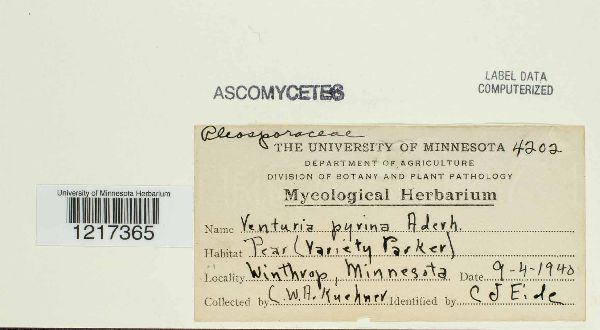 ASCOMYCETES
LABEL DATA
COMPUTERIZED
Pleosporaceae
THE UNIVERSITY OF MINNESOTA 4202
DEPARTMENT OF AGRICULTURE
DIVISION OF BOTANY AND PLANT PATHOLOGY
Mycological Herbarium
Name Venturia pyrina Aderh.
Habitat Pear (Variety Parker)
Locality Winthrop, Minnesota Date 9-4-1940
Collected by C.W.A. Kuehner Identified by C J Eide
University of Minnesota Herbarium
1217365